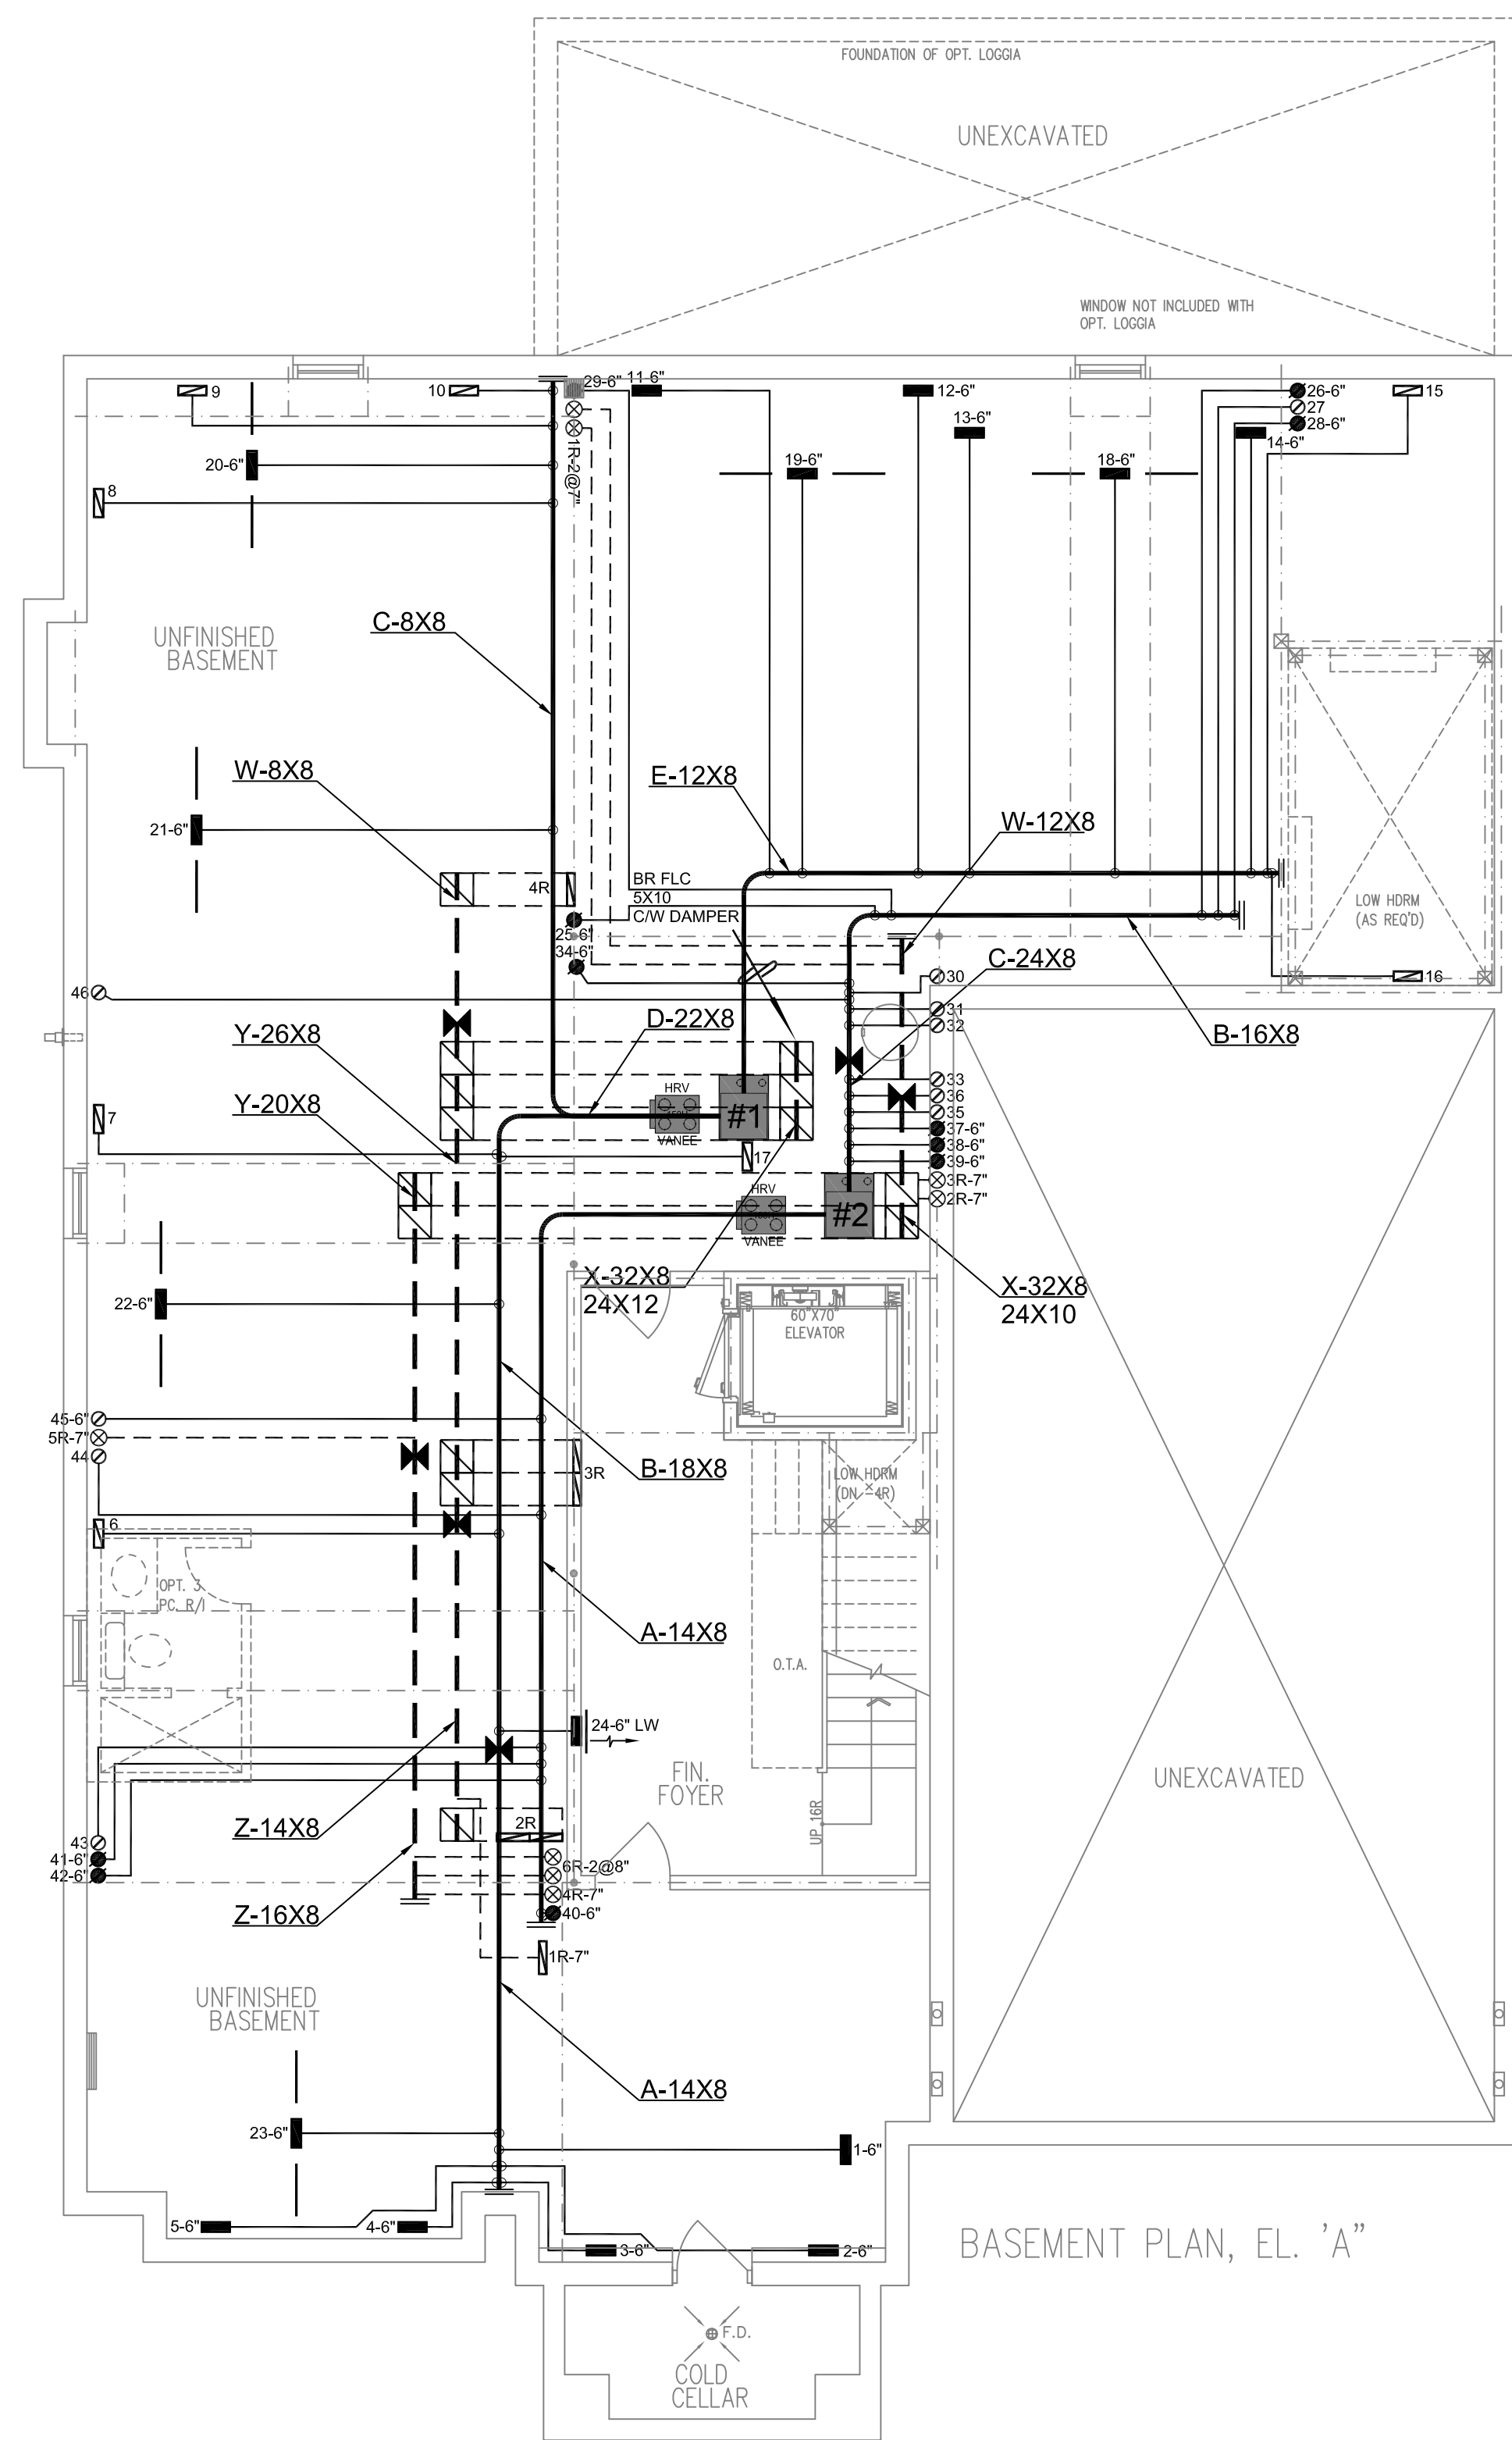 FOUNDATION OF OPT. LOGGIA
UNEXCAVATED
WINDOW NOT INCLUDED WITH
OPT. LOGGIA
9
10
29-6"
11-6"
12-6"
13-6"
26-6"
27
28-6"
14-6"
15
1R-2@7"
20-6"
19-6"
18-6"
8
UNFINISHED
BASEMENT
C-8X8
W-8X8
E-12X8
W-12X8
21-6"
4R
BR FLC
5X10
C/W DAMPER
LOW HDRM
(AS REQ'D)
25-6"
34-6"
C-24X8
46
30
16
31
32
Y-26X8
D-22X8
B-16X8
33
36
35
37-6"
38-6"
39-6"
HRV
VANEE
#1
Y-20X8
7
17
3R-7"
2R-7"
HRV
VANEE
#2
X-32X8
24X12
X-32X8
24X10
22-6"
60"X70"
ELEVATOR
45-6"
5R-7"
44
B-18X8
3R
LOW HDRM
(DN -4R)
6
OPT. 3
PC. R/I
A-14X8
O.T.A.
24-6" LW
FIN.
FOYER
UNEXCAVATED
UP 16R
Z-14X8
2R
43
41-6"
42-6"
6R-2@8"
4R-7"
40-6"
Z-16X8
1R-7"
UNFINISHED
BASEMENT
A-14X8
23-6"
1-6"
5-6"
4-6"
3-6"
2-6"
BASEMENT PLAN, EL. 'A"
F.D.
COLD
CELLAR